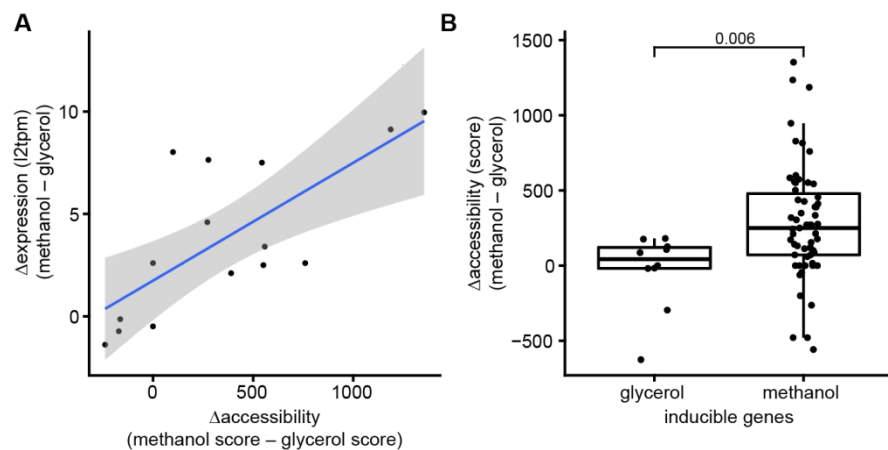 A
Δexpression (l2tpm)
(methanol – glycerol)
10
5
0
0
500
1000
Δaccessibility
(methanol score – glycerol score)
B
Δaccessibility (score)
(methanol – glycerol)
1500
1000
500
0
−500
0.006
glycerol
methanol
inducible genes